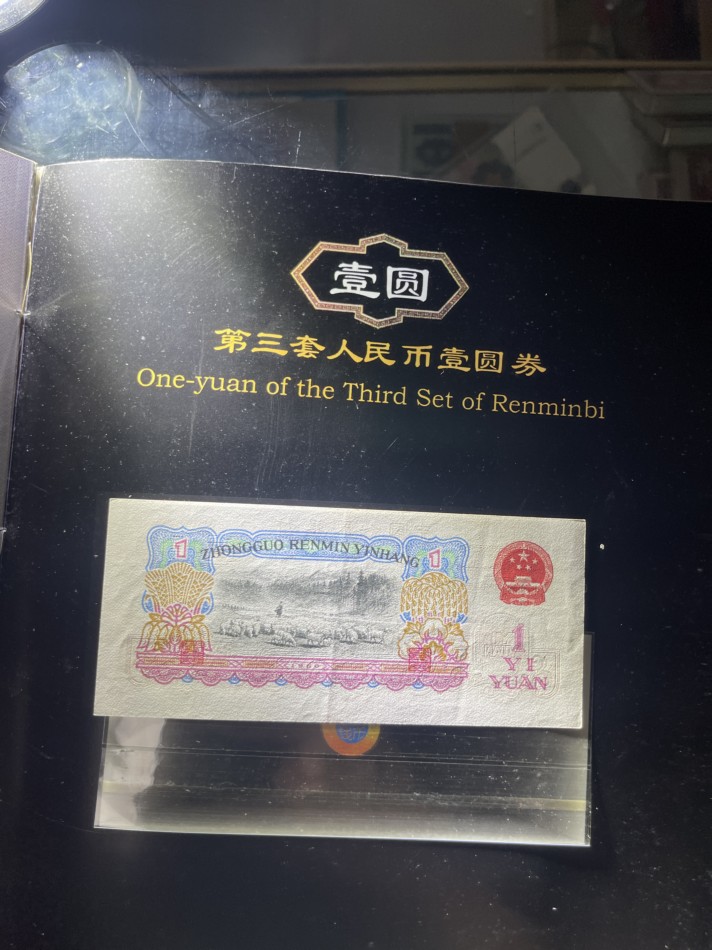 壹圆
第三套人民币壹圆券
One-yuan of the Third Set of Renminbi
1 ZHONGGUO RENMIN YINHANG 1
1960
1
YI
YUAN